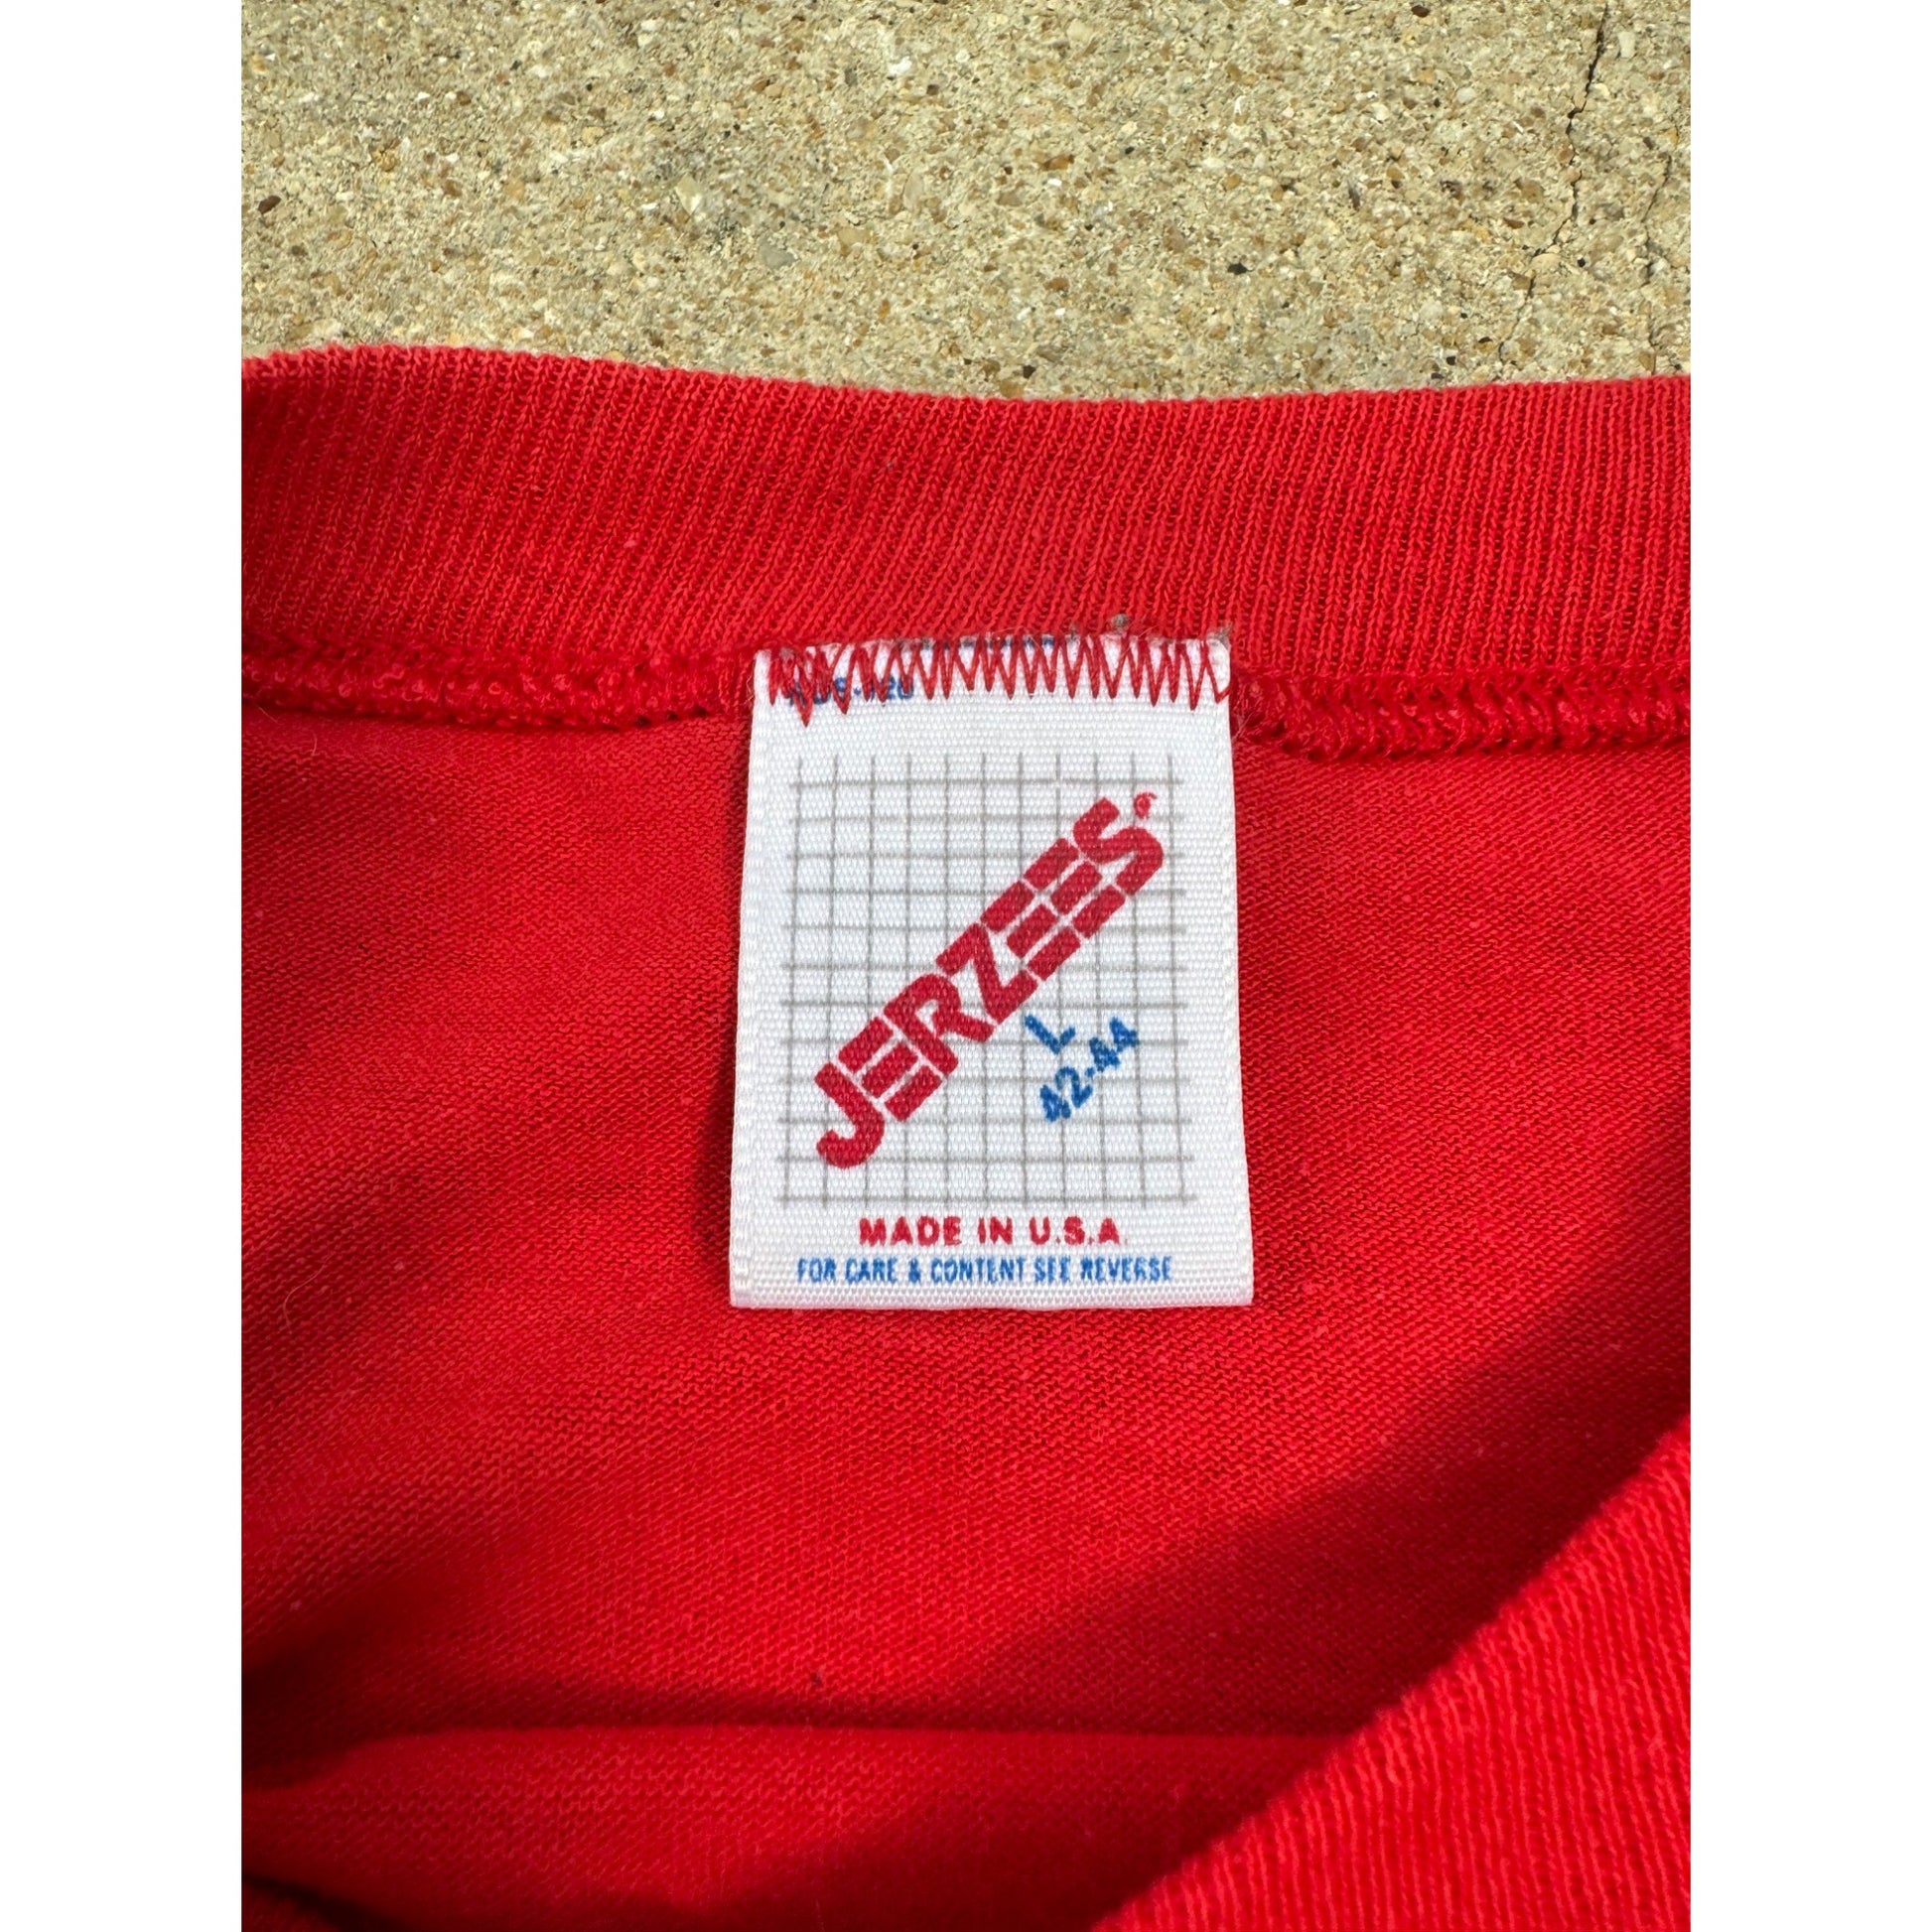 JERZEES
L
42-44
MADE IN U.S.A.
FOR CARE & CONTENT SEE REVERSE